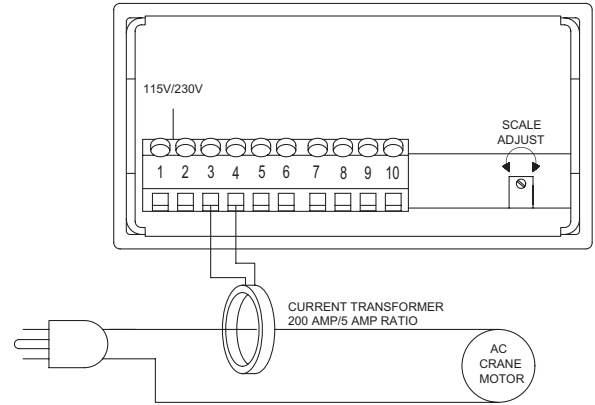 115V/230V
SCALE
ADJUST
1 2 3 4 5 6 7 8 9 10
CURRENT TRANSFORMER
200 AMP/5 AMP RATIO
AC
CRANE
MOTOR